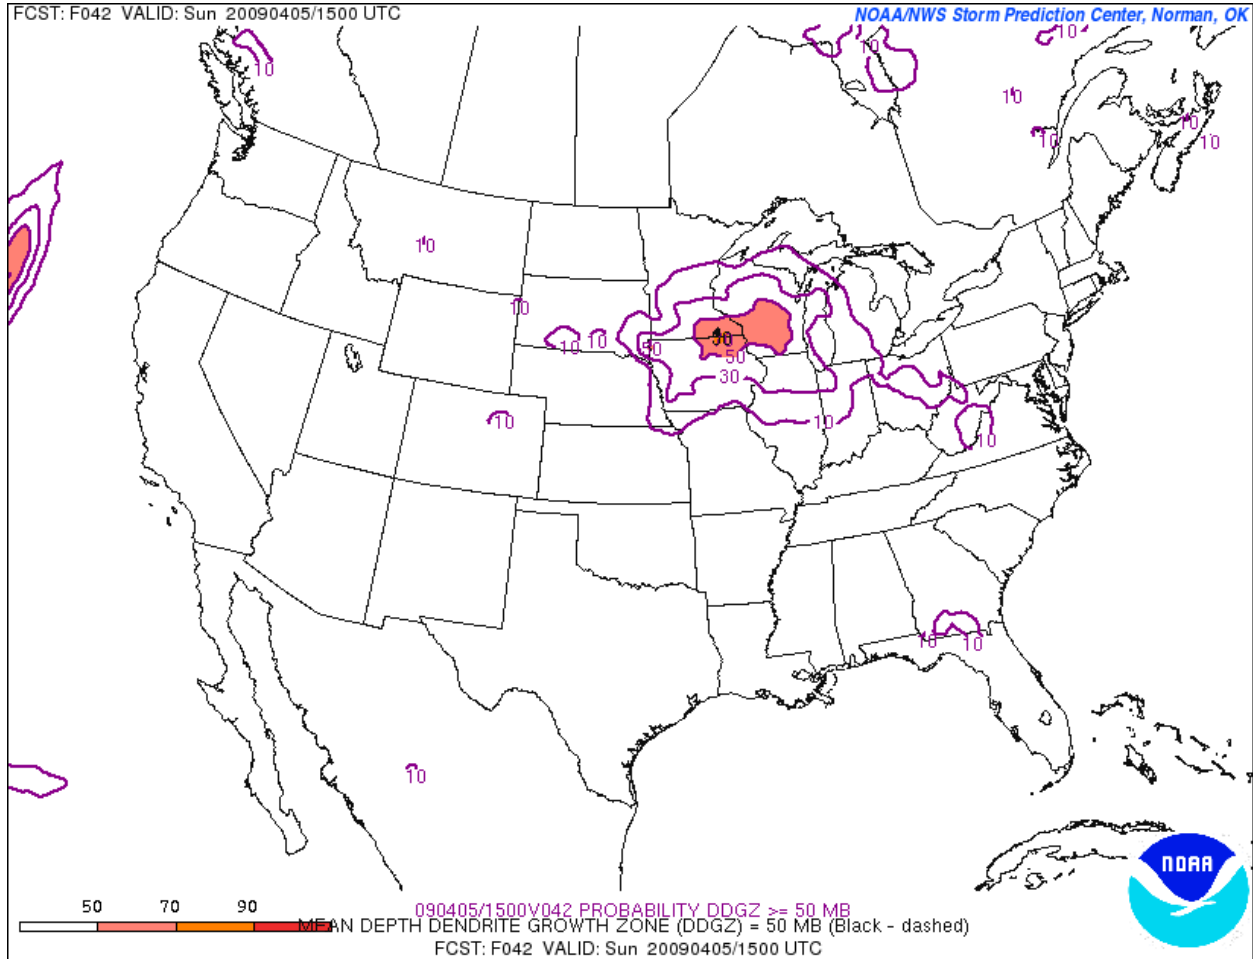 FCST: F042 VALID: Sun 20090405/1500 UTC
NOAA/NWS Storm Prediction Center, Norman, OK
10
10
10
10
10
10
10
10
10
10
10
50
50
30
10
10
10
10
10
10
NOAA
50 70 90
090405/1500V042 PROBABILITY DDGZ >= 50 MB
MEAN DEPTH DENDRITE GROWTH ZONE (DDGZ) = 50 MB (Black - dashed)
FCST: F042 VALID: Sun 20090405/1500 UTC